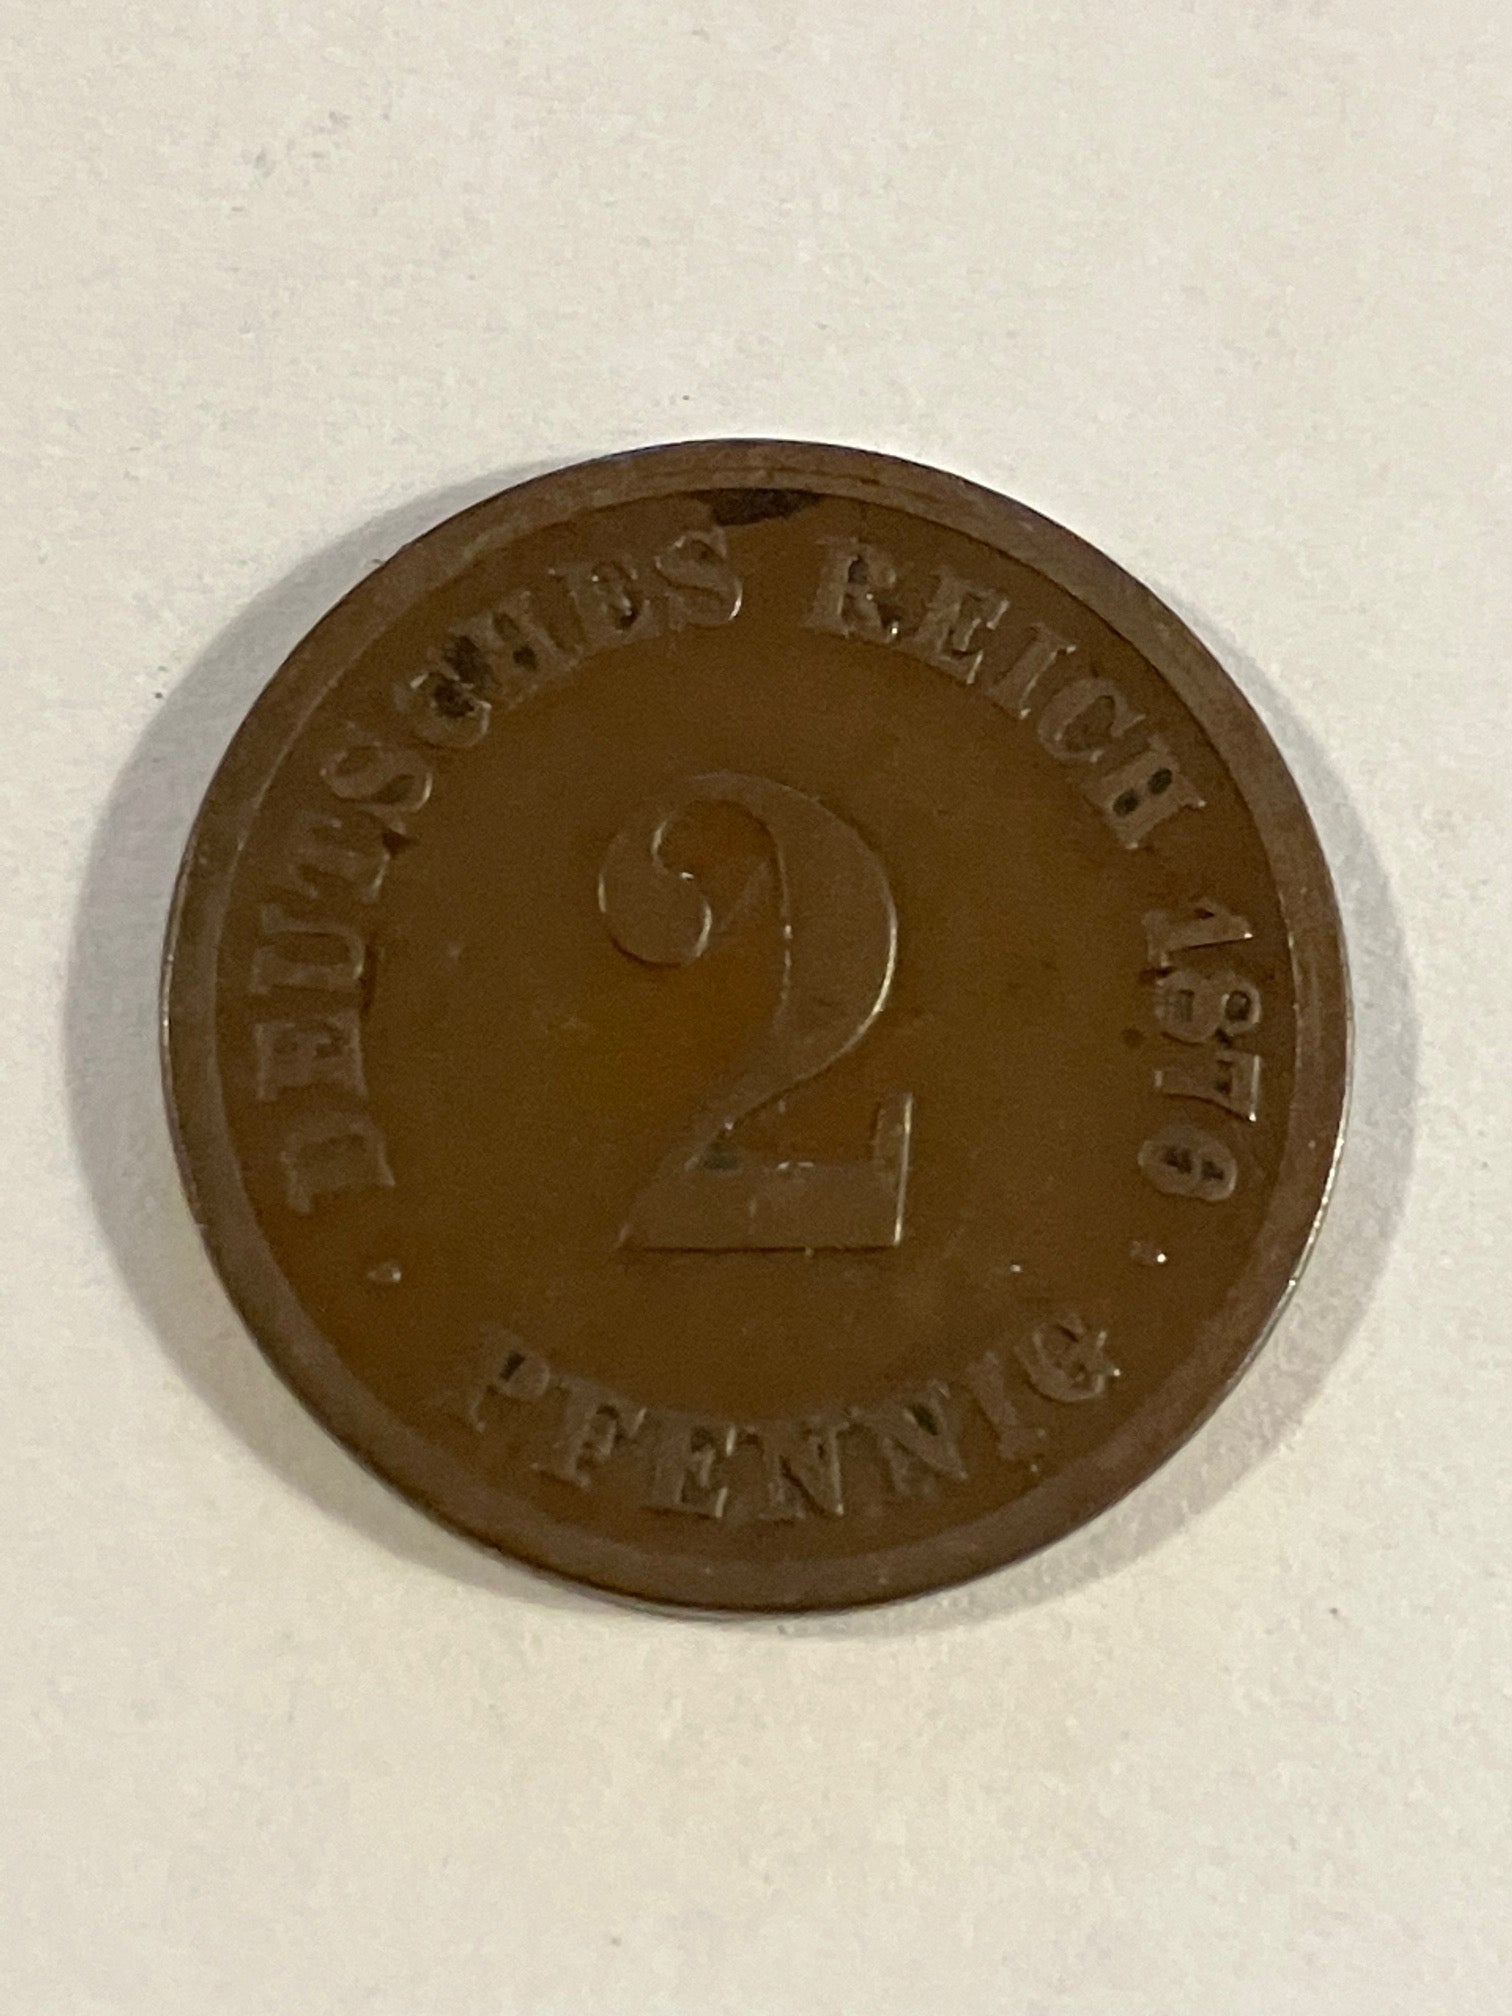 DEUTSCHES REICH 1876
2
PFENNIG